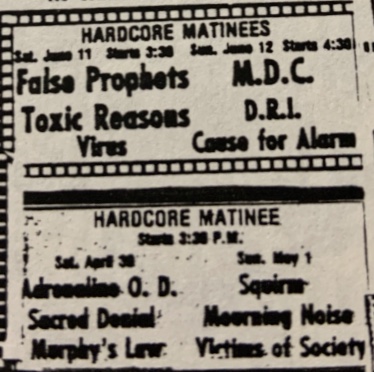 HARDCORE MATINEES
Sat. June 11 Starts 3:30 Sun. June 12 Starts 4:30
False Prophets M.D.C.
Toxic Reasons D.R.I.
Virus Cause for Alarm
HARDCORE MATINEE
Starts 3:30 P.M.
Sat. April 30 Sun. May 1
Adrenaline O. D. Squirm
Sacred Denial Mourning Noise
Murphy's Law Victims of Society